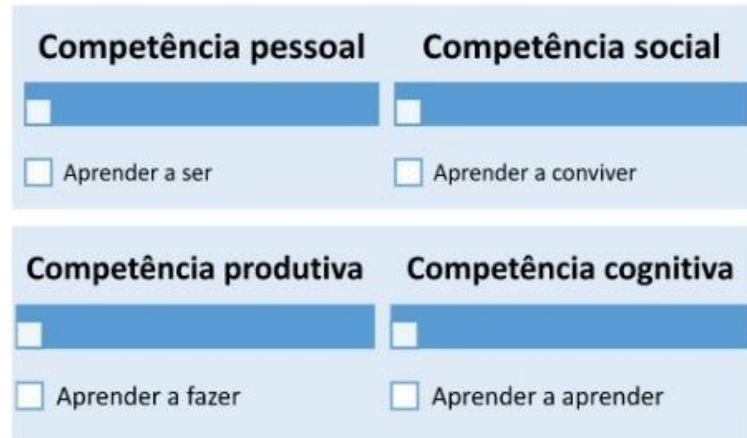 Competência pessoal
Competência social
Aprender a ser
Aprender a conviver
Competência produtiva
Competência cognitiva
Aprender a fazer
Aprender a aprender